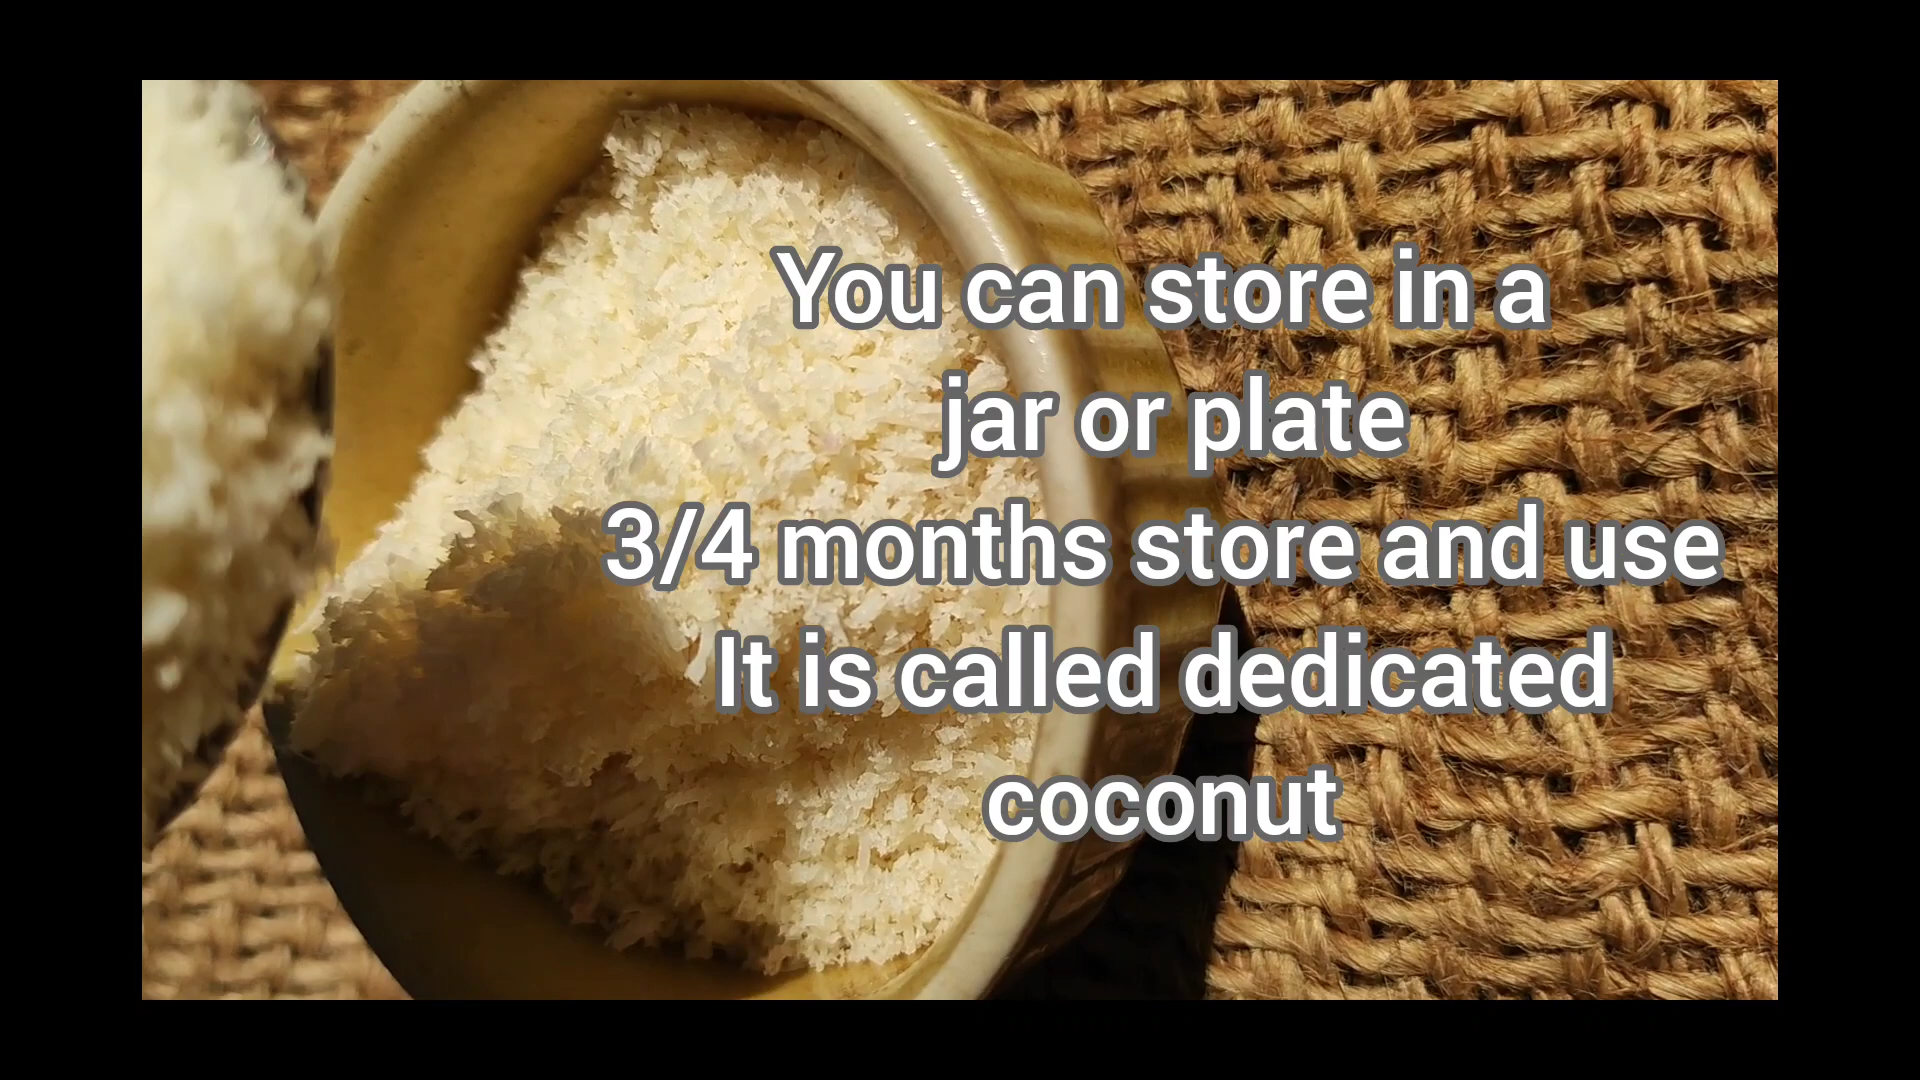 You can store in a
jar or plate
3/4 months store and use
It is called dedicated
coconut